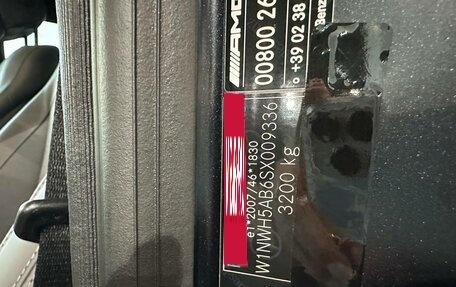 AMG
00800 26
o +39 02 38
Benz
e1*2007/46*1830
W1NWH5AB6SX009336
3200 kg